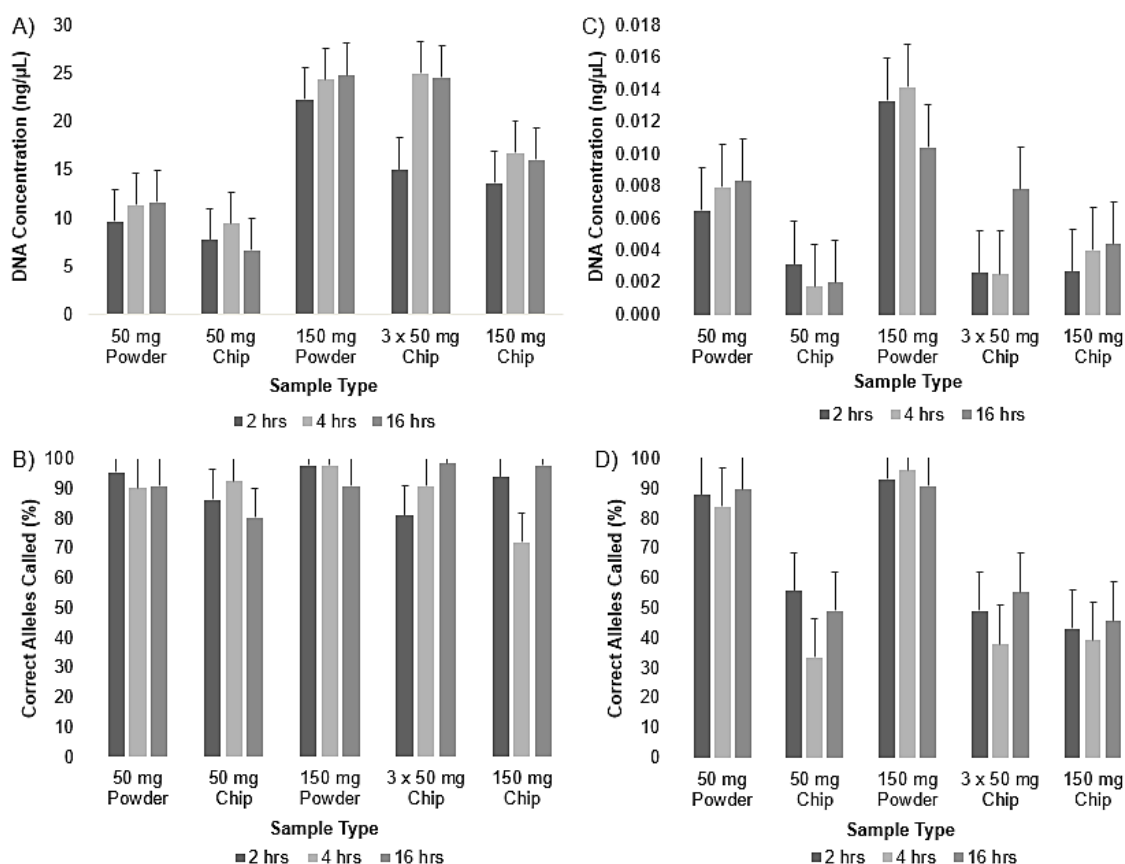 A)
DNA Concentration (ng/µL)
30
25
20
15
10
5
0
50 mg Powder
50 mg Chip
150 mg Powder
3 x 50 mg Chip
150 mg Chip
Sample Type
2 hrs 4 hrs 16 hrs
C)
DNA Concentration (ng/µL)
0.018
0.016
0.014
0.012
0.010
0.008
0.006
0.004
0.002
0.000
50 mg Powder
50 mg Chip
150 mg Powder
3 x 50 mg Chip
150 mg Chip
Sample Type
2 hrs 4 hrs 16 hrs
B)
Correct Alleles Called (%)
100
90
80
70
60
50
40
30
20
10
0
50 mg Powder
50 mg Chip
150 mg Powder
3 x 50 mg Chip
150 mg Chip
Sample Type
2 hrs 4 hrs 16 hrs
D)
Correct Alleles Called (%)
100
90
80
70
60
50
40
30
20
10
0
50 mg Powder
50 mg Chip
150 mg Powder
3 x 50 mg Chip
150 mg Chip
Sample Type
2 hrs 4 hrs 16 hrs